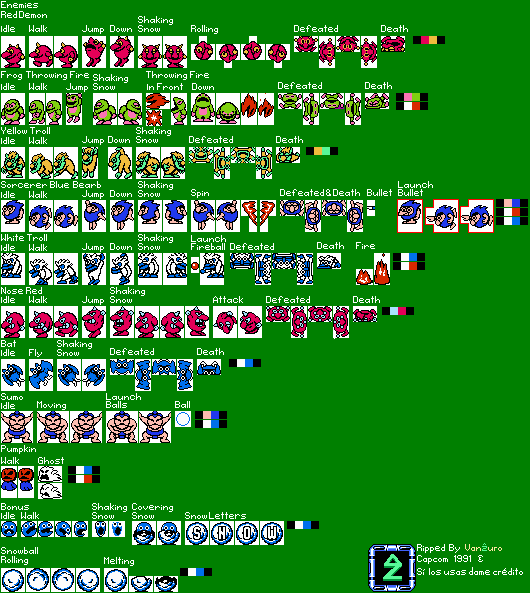 Enemies
RedDemon
Shaking
Idle Walk Jump Down Snow Rolling Defeated Death
Frog Throwing Fire Shaking Throwing Fire
Idle Walk Jump Snow In Front Down Defeated Death
Yellow Troll Shaking
Idle Walk Jump Down Snow Defeated Death
Sorcerer Blue Bearb Shaking Launch
Idle Walk Jump Down Snow Spin Defeated&Death Bullet Bullet
White Troll Shaking Launch
Idle Walk Jump Down Snow Fireball Defeated Death Fire
Nose Red Shaking
Idle Walk Jump Snow Attack Defeated Death
Bat Shaking
Idle Fly Snow Defeated Death
Sumo Launch
Idle Moving Balls Ball
Pumpkin
Walk Ghost
Bonus Shaking Covering
Idle Walk Snow Snow SnowLetters
S N O W
Snowball
Rolling Melting
Ripped By Van2uro
Capcom 1991 ©
Si los usas dame crédito